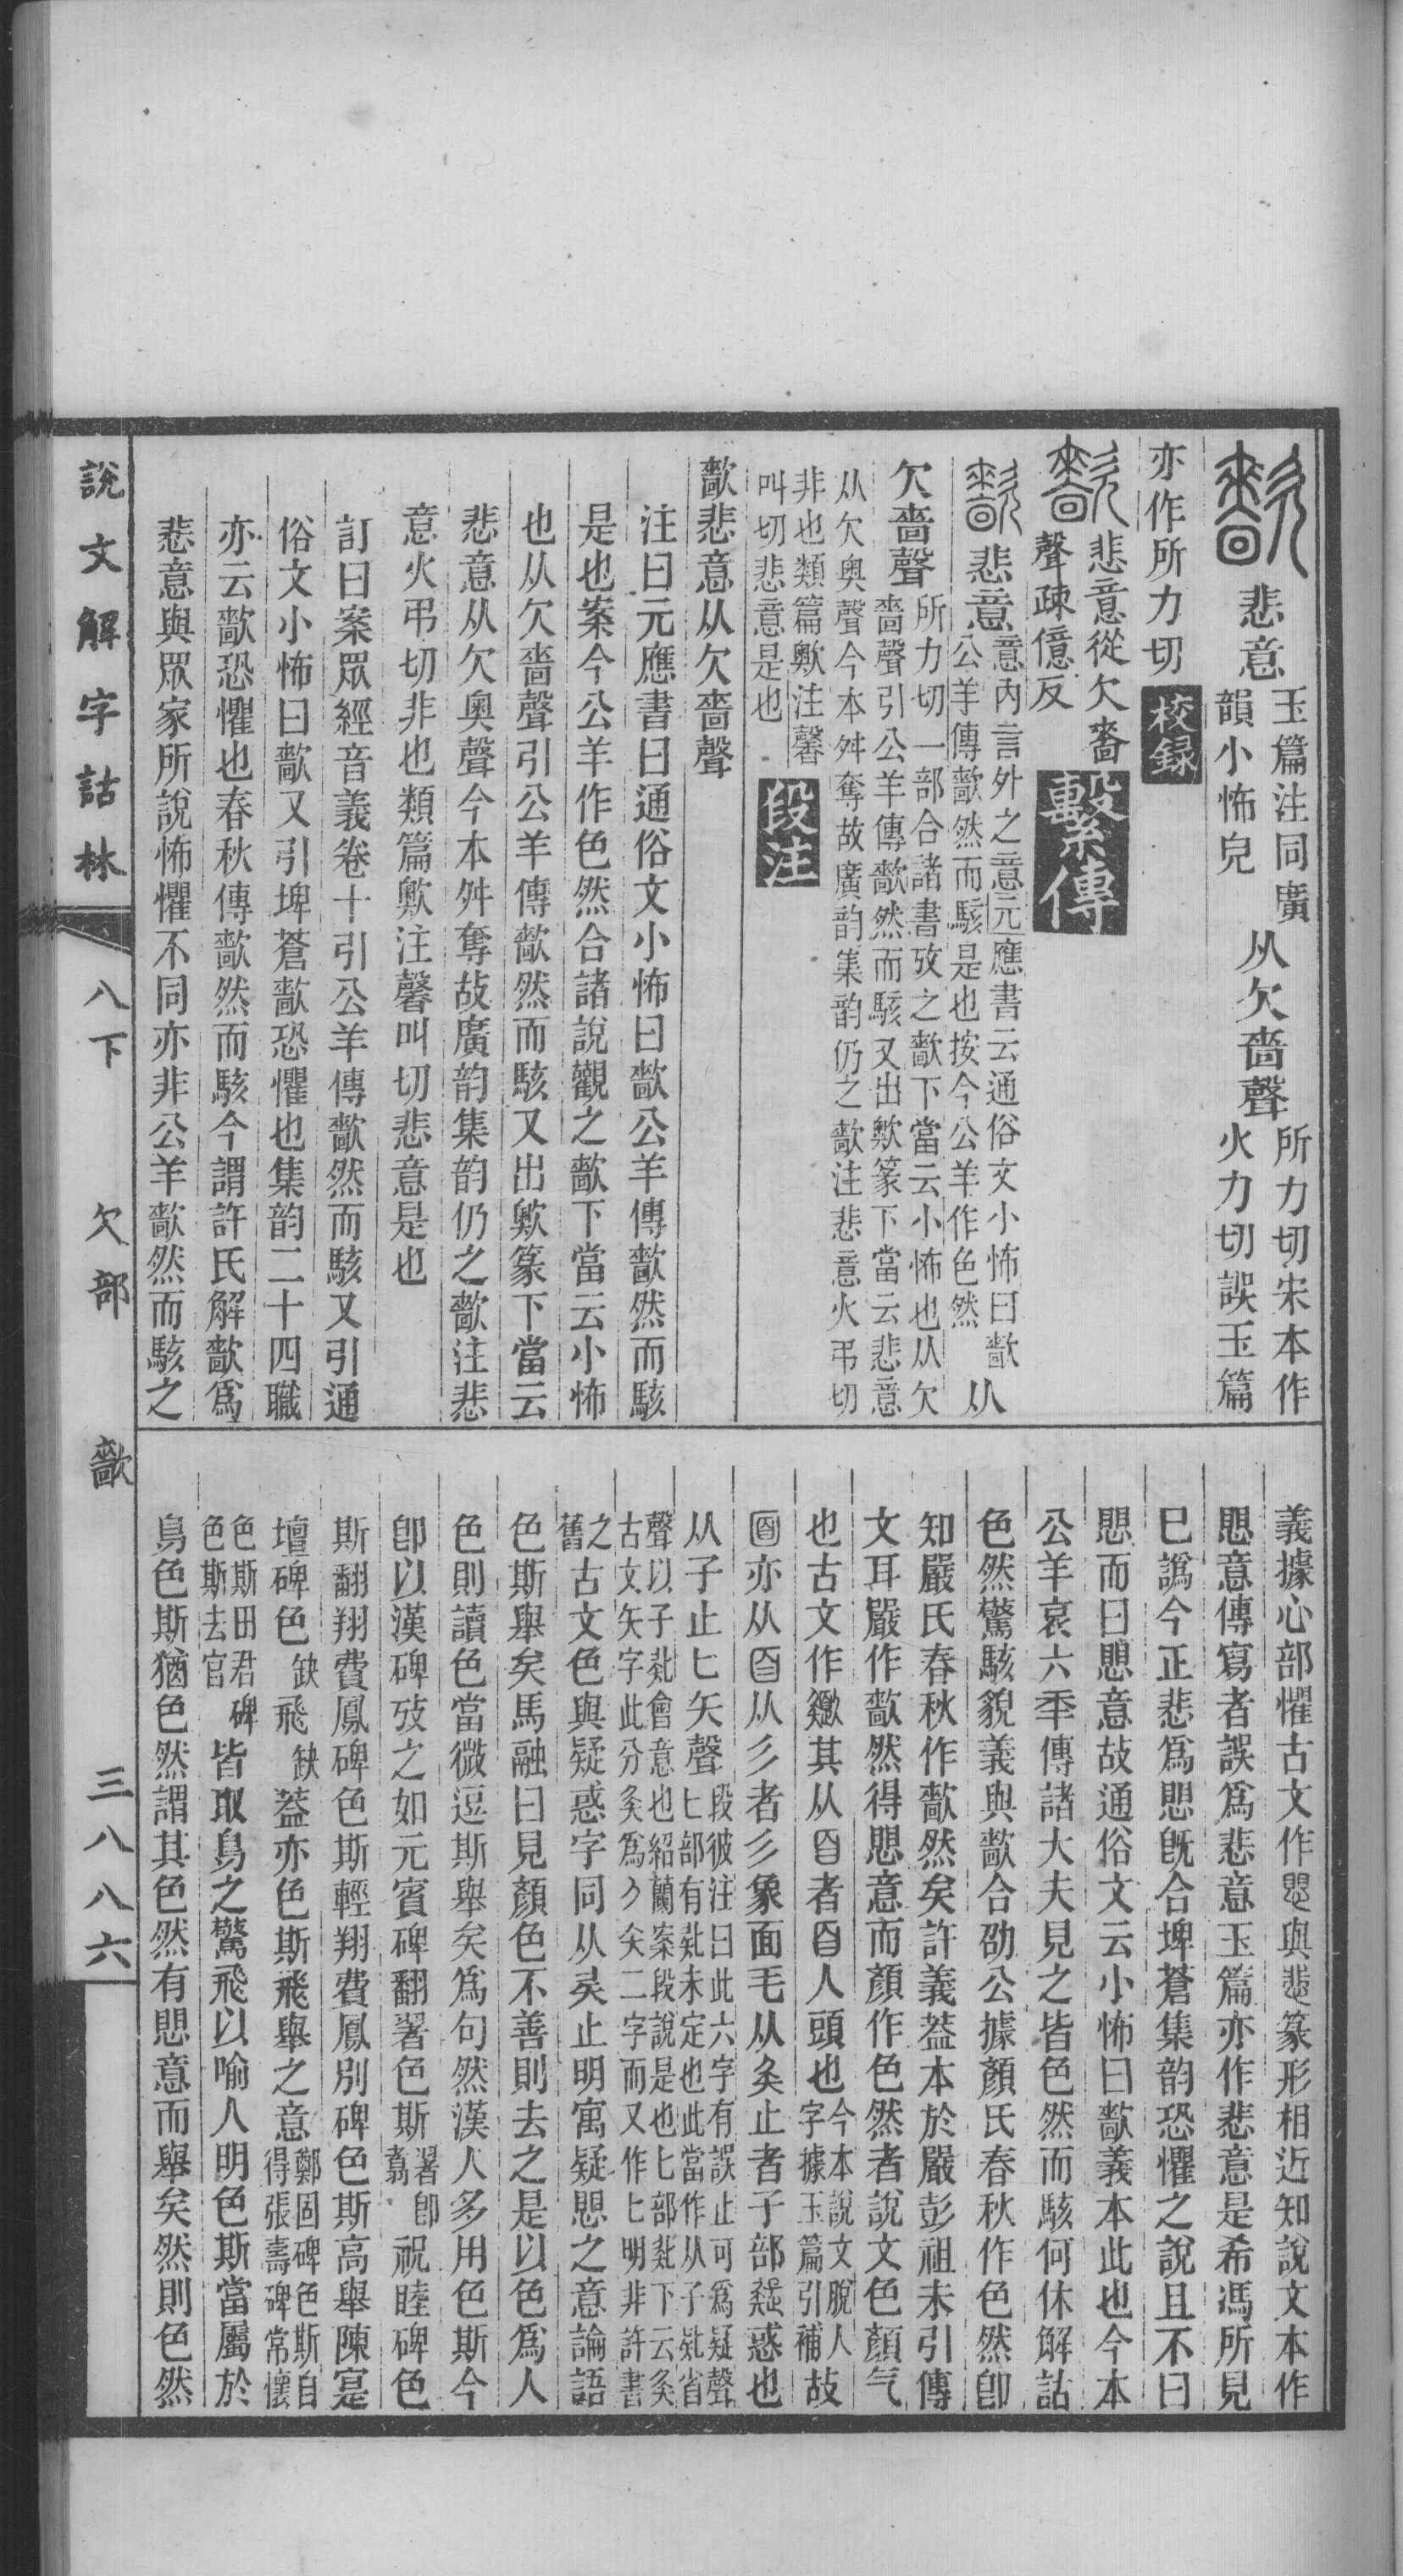 悲意玉篇注同廣韻小怖皃从欠嗇聲所力切宋本作火力切誤玉篇
亦作所力切校録
悲意從欠嗇聲疎億反繫傳
悲意意內言外之意元應書云通俗文小怖曰歗公羊傳歗然而駭是也按今公羊作色然从
欠嗇聲所力切一部合諸書攷之歗下當云小怖也从欠嗇聲引公羊傳歗然而駭又出歟篆下當云悲意
从欠奧聲今本舛奪故廣韵集韵仍之歗注悲意火弔切
非也類篇歟注馨
叫切悲意是也段注
歗悲意从欠嗇聲
注曰元應書曰通俗文小怖曰歗公羊傳歗然而駭
是也案今公羊作色然合諸說觀之歗下當云小怖
也从欠嗇聲引公羊傳歗然而駭又出歟篆下當云
悲意从欠奧聲今本舛奪故廣韵集韵仍之歗注悲
意火弔切非也類篇歟注馨叫切悲意是也
訂曰案眾經音義卷十引公羊傳歗然而駭又引通
俗文小怖曰歗又引埤蒼歗恐懼也集韵二十四職
亦云歗恐懼也春秋傳歗然而駭今謂許氏解歗爲
悲意與眾家所說怖懼不同亦非公羊歗然而駭之
義據心部懼古文作愳與悲篆形相近知說文本作
愳意傳寫者誤爲悲意玉篇亦作悲意是希馮所見
已譌今正悲爲愳旣合埤蒼集韵恐懼之說且不曰
愳而曰愳意故通俗文云小怖曰歗義本此也今本
公羊哀六秊傳諸大夫見之皆色然而駭何休解詁
色然驚駭貌義與歗合劭公據顏氏春秋作色然卽
知嚴氏春秋作歗然矣許義葢本於嚴彭祖未引傳
文耳嚴作歗然得愳意而顏作色然者說文色顏气
也古文作其从𦣻者𦣻人頭也今本說文脫人字據玉篇引補故
亦从从彡者彡象面毛从矣止者子部疑惑也
从子止匕矢聲段彼注曰此六字有誤止可爲疑聲匕部有𠤕未定也此當作从子𠤕省
聲以子𠤕會意也紹蘭案段說是也匕部𠤕下云矣古文矢字此分矣爲厶矢二字而又作匕明非許書
之舊古文色與疑惑字同从矣止明寓疑愳之意論語
色斯舉矣馬融曰見顏色不善則去之是以色爲人
色則讀色當微逗斯舉矣爲句然漢人多用色斯今
卽以漢碑攷之如元賓碑翻翥色斯翥卽翥祝睦碑色
斯翻翔費鳳碑色斯輕翔費鳳別碑色斯高舉陳寔
壇碑色缺飛缺葢亦色斯飛舉之意鄭固碑色斯自得張壽碑常懷
色斯田君碑色斯去官皆取鳥之驚飛以喻人明色斯當屬於
鳥色斯猶色然謂其色然有愳意而舉矣然則色然
說文解字詁林 八下 欠部 歗 三八八六